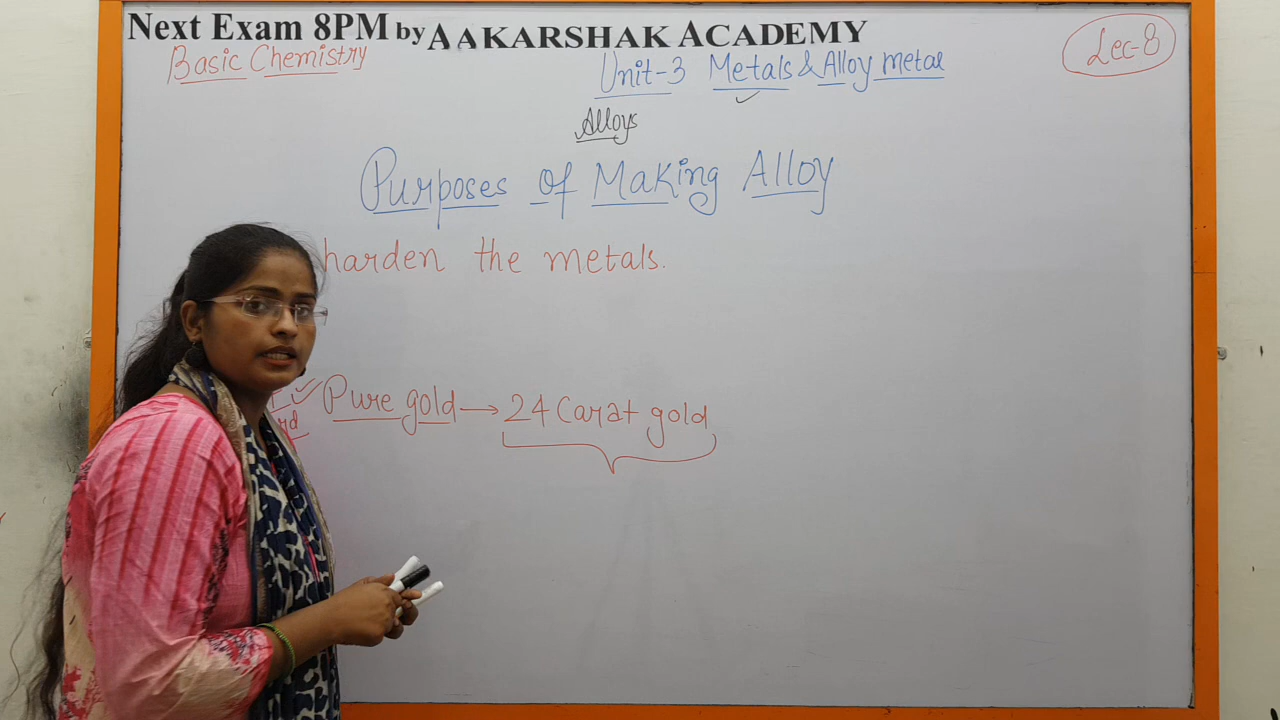 Next Exam 8PM by AAKARSHAK ACADEMY
Basic Chemistry
Unit-3 Metals & Alloy metal
Lec-8
Alloys
Purposes of Making Alloy
harden the metals.
Pure gold → 24 Carat gold